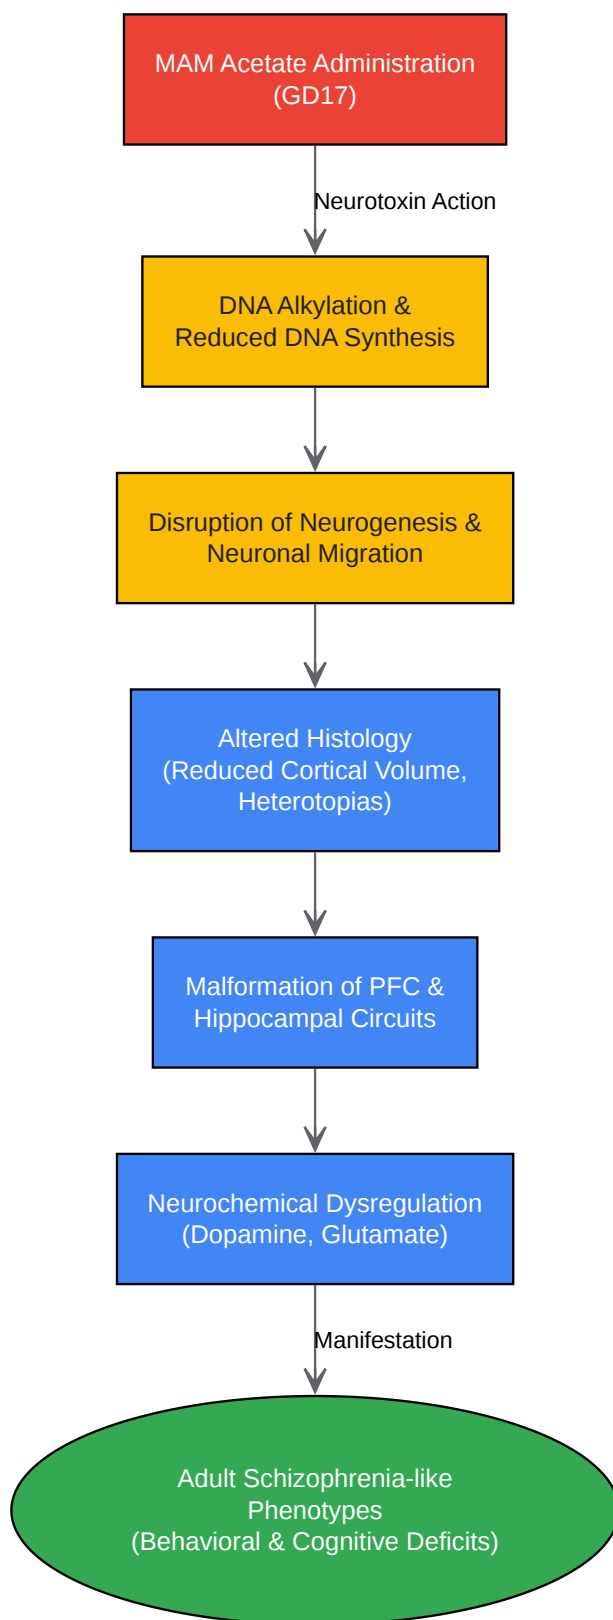 MAM Acetate Administration
(GD17)
Neurotoxin Action
DNA Alkylation &
Reduced DNA Synthesis
Disruption of Neurogenesis &
Neuronal Migration
Altered Histology
(Reduced Cortical Volume,
Heterotopias)
Malformation of PFC &
Hippocampal Circuits
Neurochemical Dysregulation
(Dopamine, Glutamate)
Manifestation
Adult Schizophrenia-like
Phenotypes
(Behavioral & Cognitive Deficits)